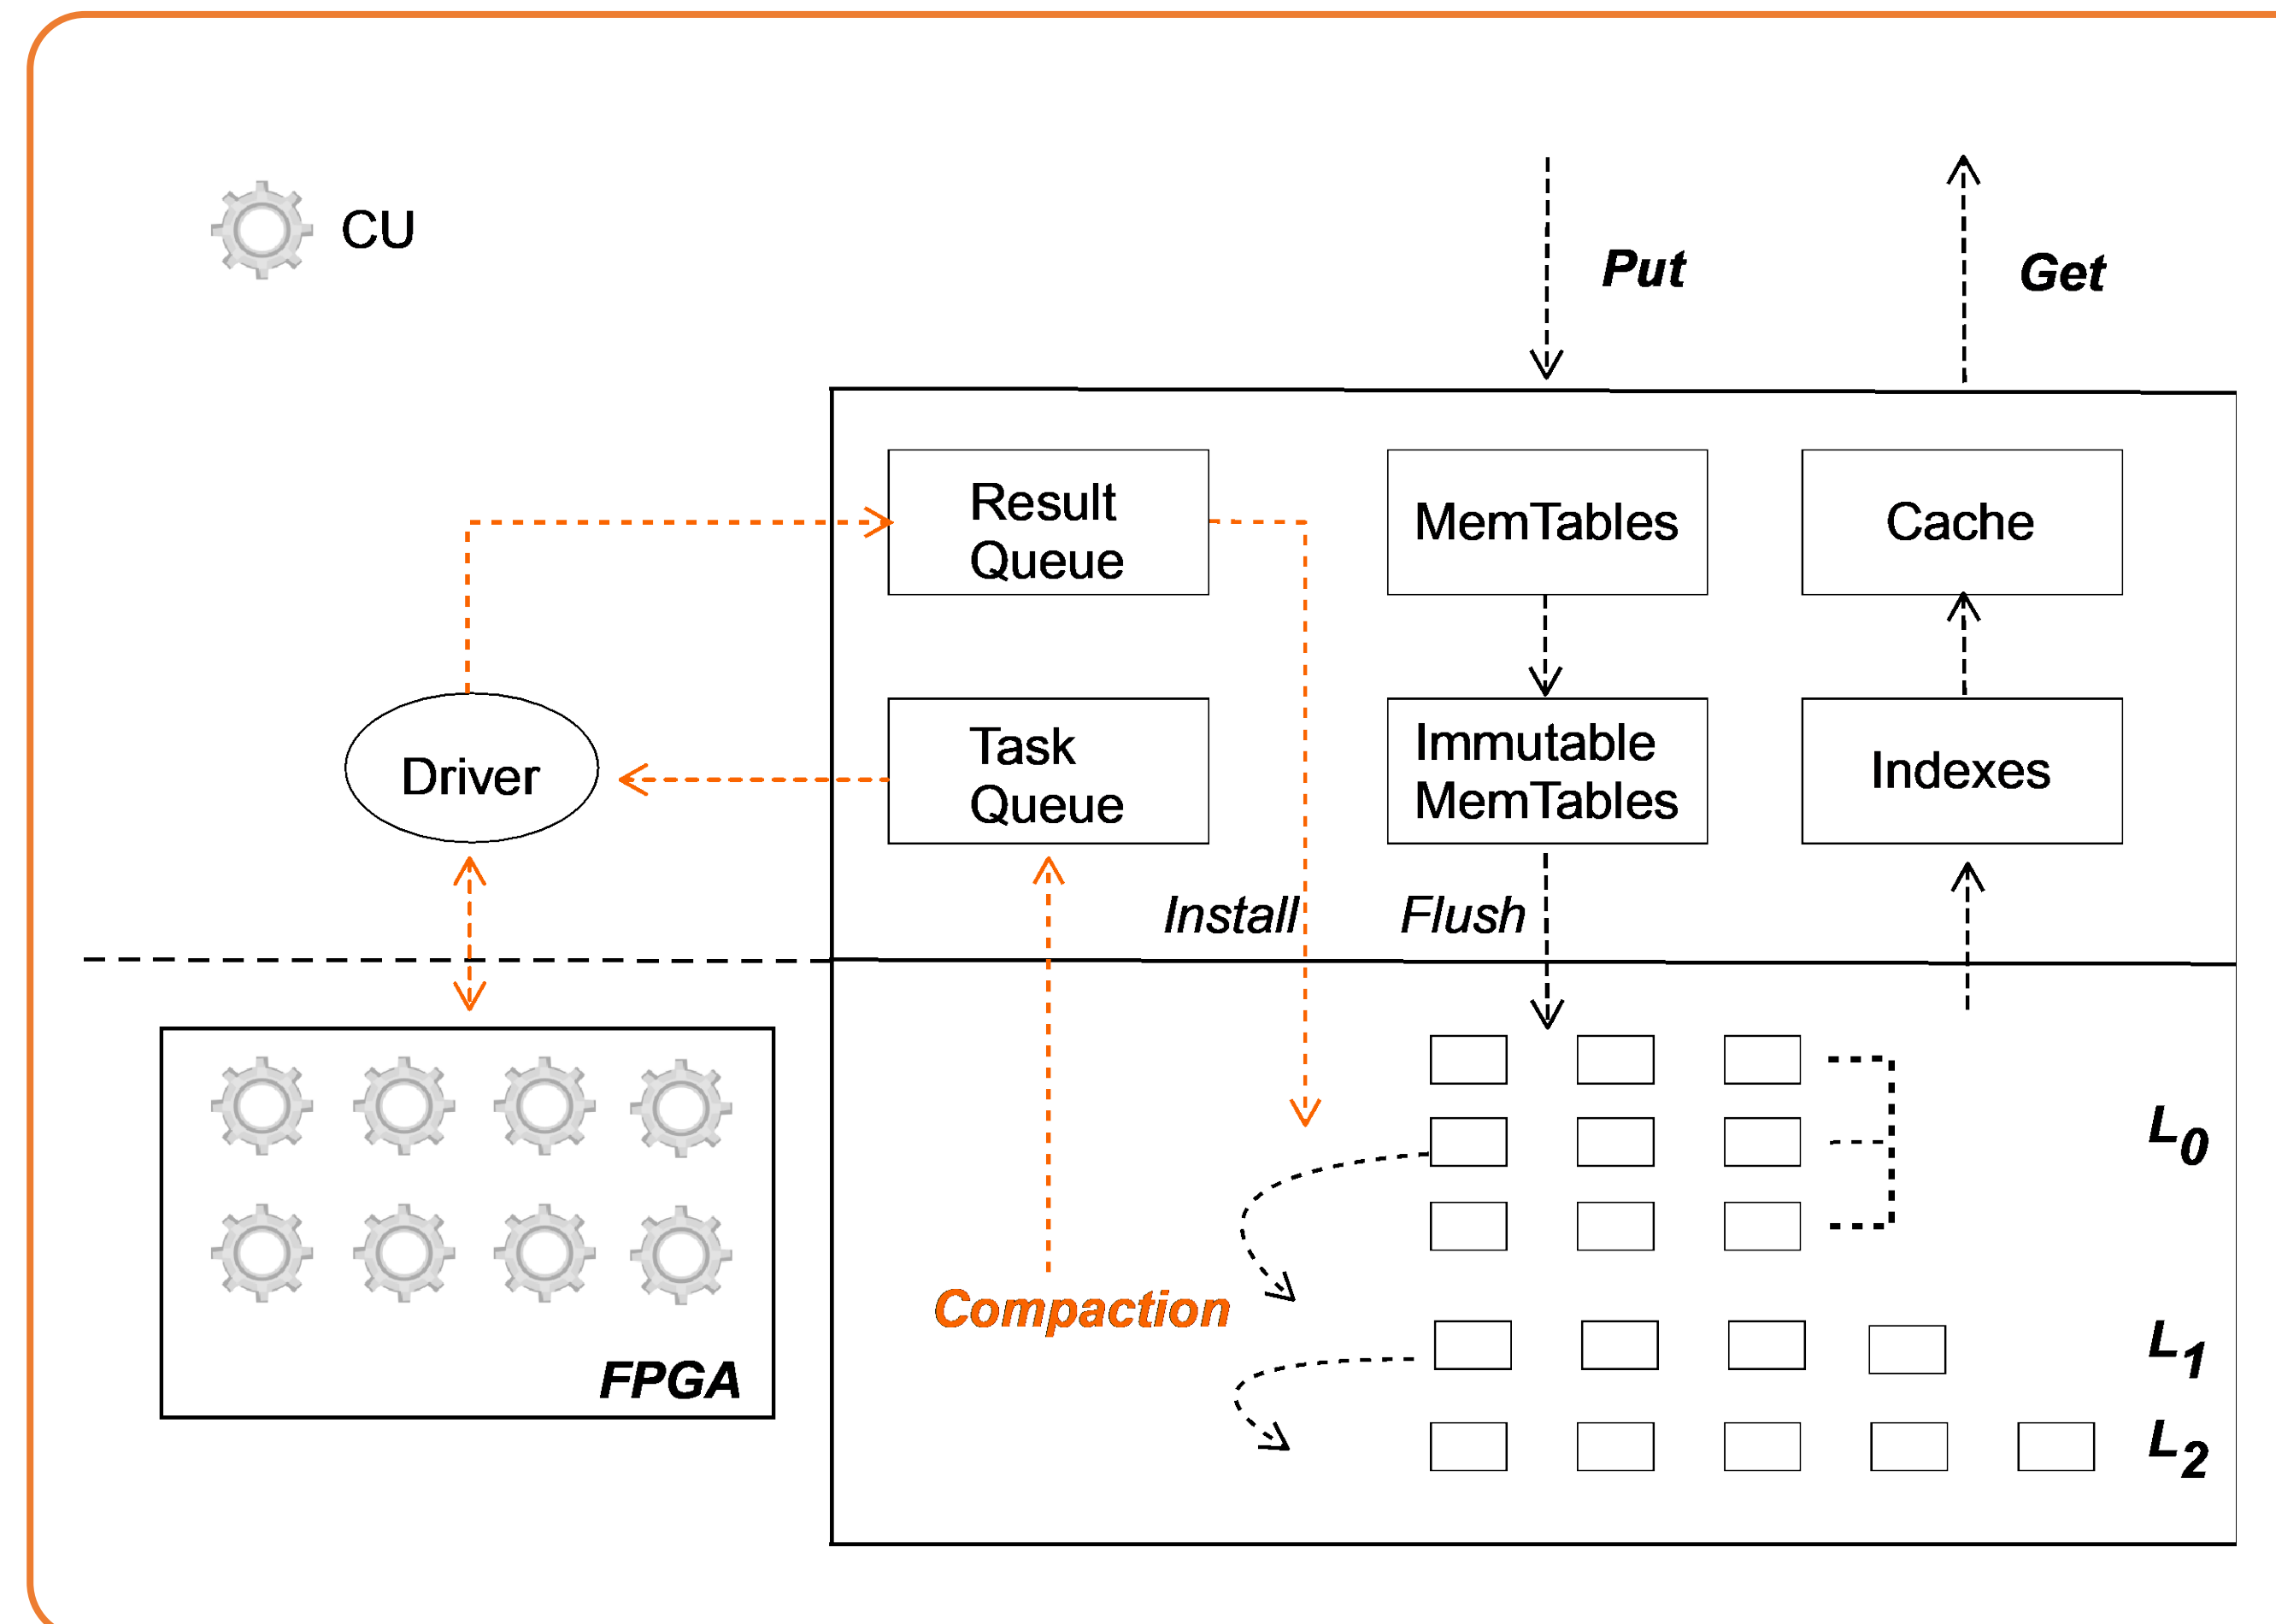 CU
Put
Get
Result
Queue
MemTables
Cache
Driver
Task
Queue
Immutable
MemTables
Indexes
Install
Flush
L0
Compaction
L1
FPGA
L2